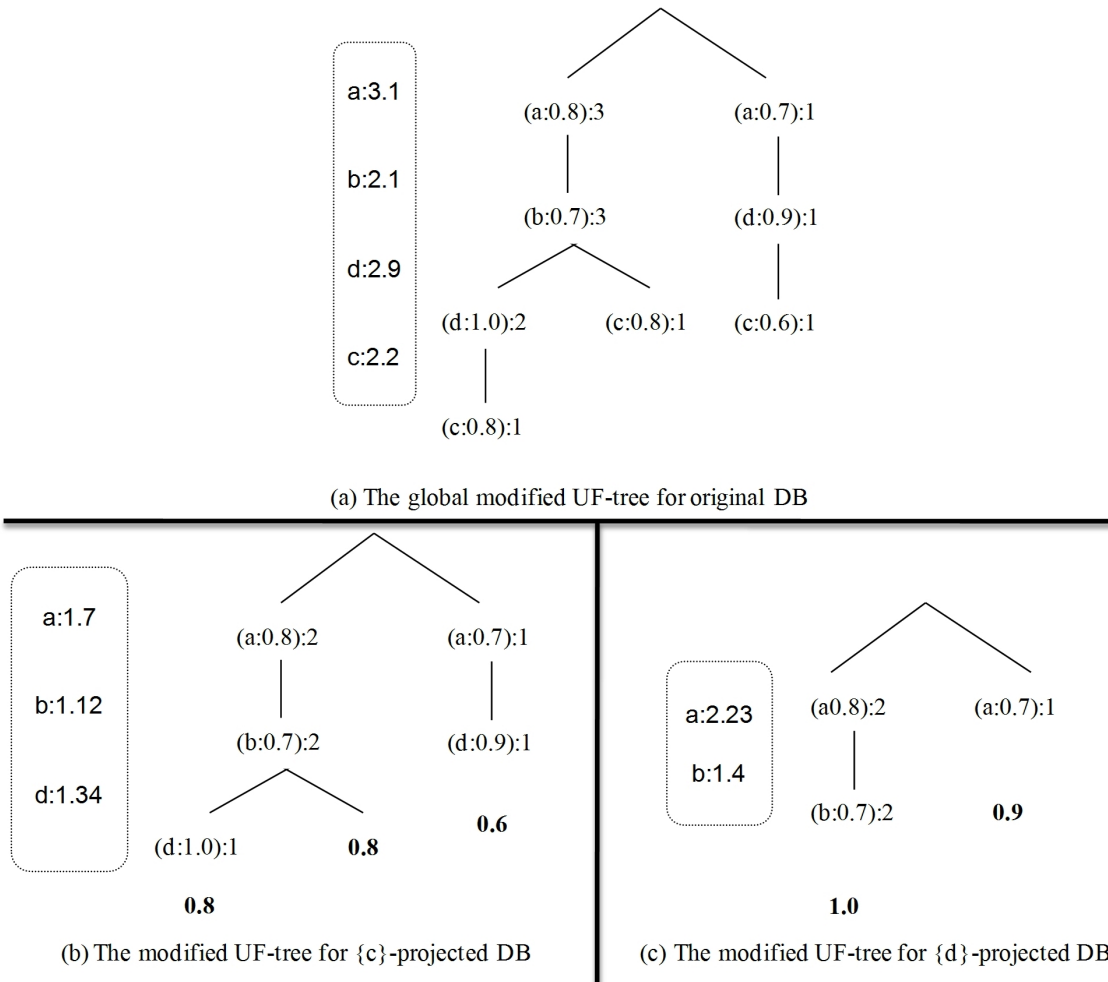 a:3.1
(a:0.8):3
(a:0.7):1
b:2.1
(b:0.7):3
(d:0.9):1
d:2.9
(d:1.0):2
(c:0.8):1
(c:0.6):1
c:2.2
(c:0.8):1
(a) The global modified UF-tree for original DB
a:1.7
(a:0.8):2
(a:0.7):1
b:1.12
(b:0.7):2
(d:0.9):1
d:1.34
(d:1.0):1
0.8
0.6
0.8
(b) The modified UF-tree for {c}-projected DB
a:2.23
(a0.8):2
(a:0.7):1
b:1.4
(b:0.7):2
0.9
1.0
(c) The modified UF-tree for {d}-projected DB